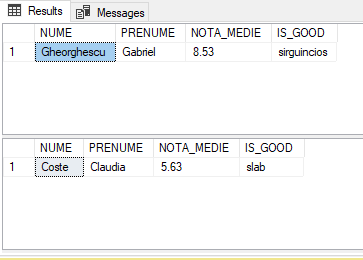 Results Messages
NUME PRENUME NOTA_MEDIE IS_GOOD
1 Gheorghescu Gabriel 8.53 sirguincios
NUME PRENUME NOTA_MEDIE IS_GOOD
1 Coste Claudia 5.63 slab